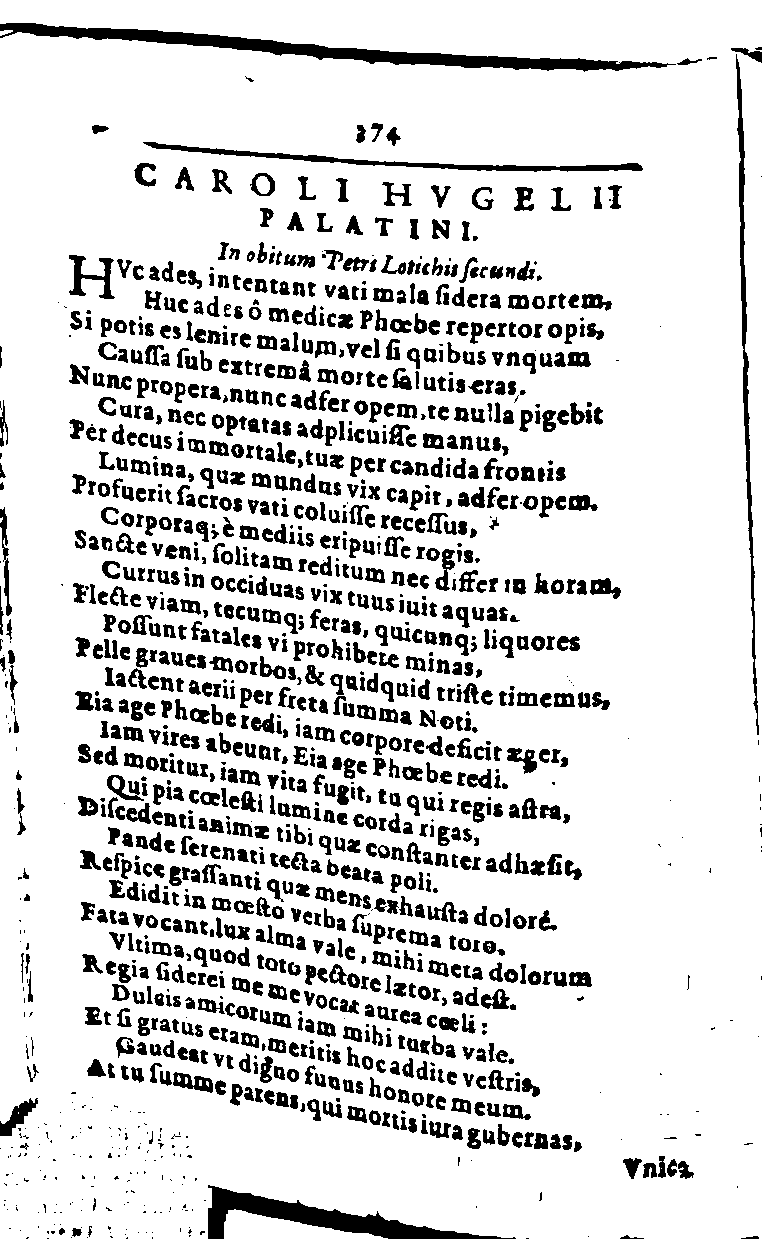 374
CAROLI HVGELII
PALATINI.
In obitum Petri Lotichii ſecundi.
HVc ades, intentant vati mala ſidera mortem,
Huc ades ô medicæ Phœbe repertor opis,
Si potis es lenire malum, vel ſi quibus vnquam
Cauſſa ſub extremâ morte ſalutis eras,
Nunc propera, nunc adfer opem, te nulla pigebit
Cura, nec optatas adplicuiſſe manus,
Per decus immortale, tuæ per candida frontis
Lumina, quæ mundus vix capit, adfer opem.
Profuerit ſacros vati coluiſſe receſſus,
Corporaq; è mediis eripuiſſe rogis.
Sancte veni, ſolitam reditum nec differ in horam,
Currus in occiduas vix tuus iuit aquas.
Flecte viam, tecumq; feras, quicunq; liquores
Poſſunt fatales vi prohibere minas,
Pelle graues morbos, & quidquid triſte timemus,
Iactent aerii per freta ſumma Noti.
Eia age Phœbe redi, iam corpore deficit æger,
Iam vires abeunt, Eia age Phœbe redi.
Sed moritur, iam vita fugit, tu qui regis aſtra,
Qui pia cœleſti lumine corda rigas,
Diſcedenti animæ tibi quæ conſtanter adhæſit,
Pande ſerenati tecta beata poli.
Reſpice graſſanti quæ mens exhauſta dolore
Edidit in mœſto verba ſuprema toro.
Fata vocant, lux alma vale, mihi meta dolorum
Vltima, quod toto pectore lætor, adeſt.
Regia ſiderei me me vocat aurea cœli:
Dulcis amicorum iam mihi turba vale.
Et ſi gratus eram, meritis hoc addite veſtris,
Gaudeat vt digno funus honore meum.
At tu ſumme parens, qui mortis iura gubernas,
Vnica